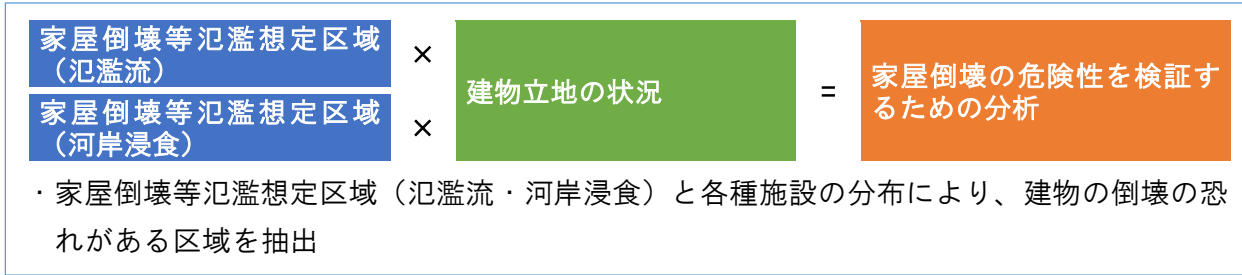 家屋倒壊等氾濫想定区域
（氾濫流）
×
家屋倒壊等氾濫想定区域
（河岸浸食）
×
建物立地の状況
=
家屋倒壊の危険性を検証す
るための分析
・家屋倒壊等氾濫想定区域（氾濫流・河岸浸食）と各種施設の分布により、建物の倒壊の恐
れがある区域を抽出